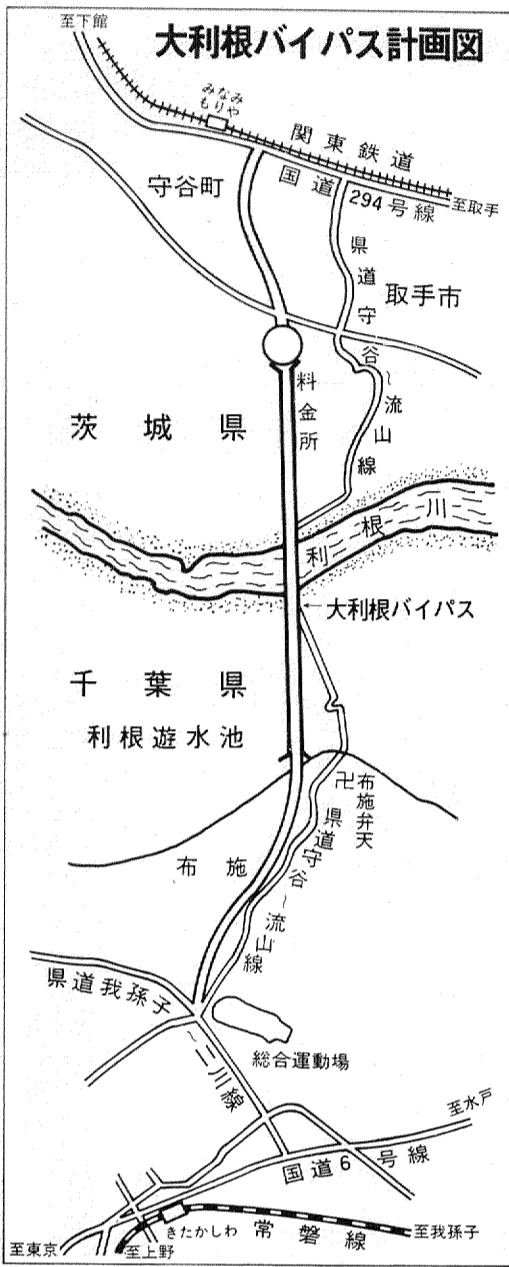 至下館
大利根バイパス計画図
みなみ
もりや
関東鉄道
国道294号線
至取手
守谷町
県道守谷~流山線
取手市
料金所
茨城県
利根川
大利根バイパス
千葉県
利根遊水池
卍布施弁天
布施
県道守谷~流山線
県道我孫子~二川線
総合運動場
至水戸
国道6号線
きたかしわ
常磐線
至我孫子
至東京
至上野